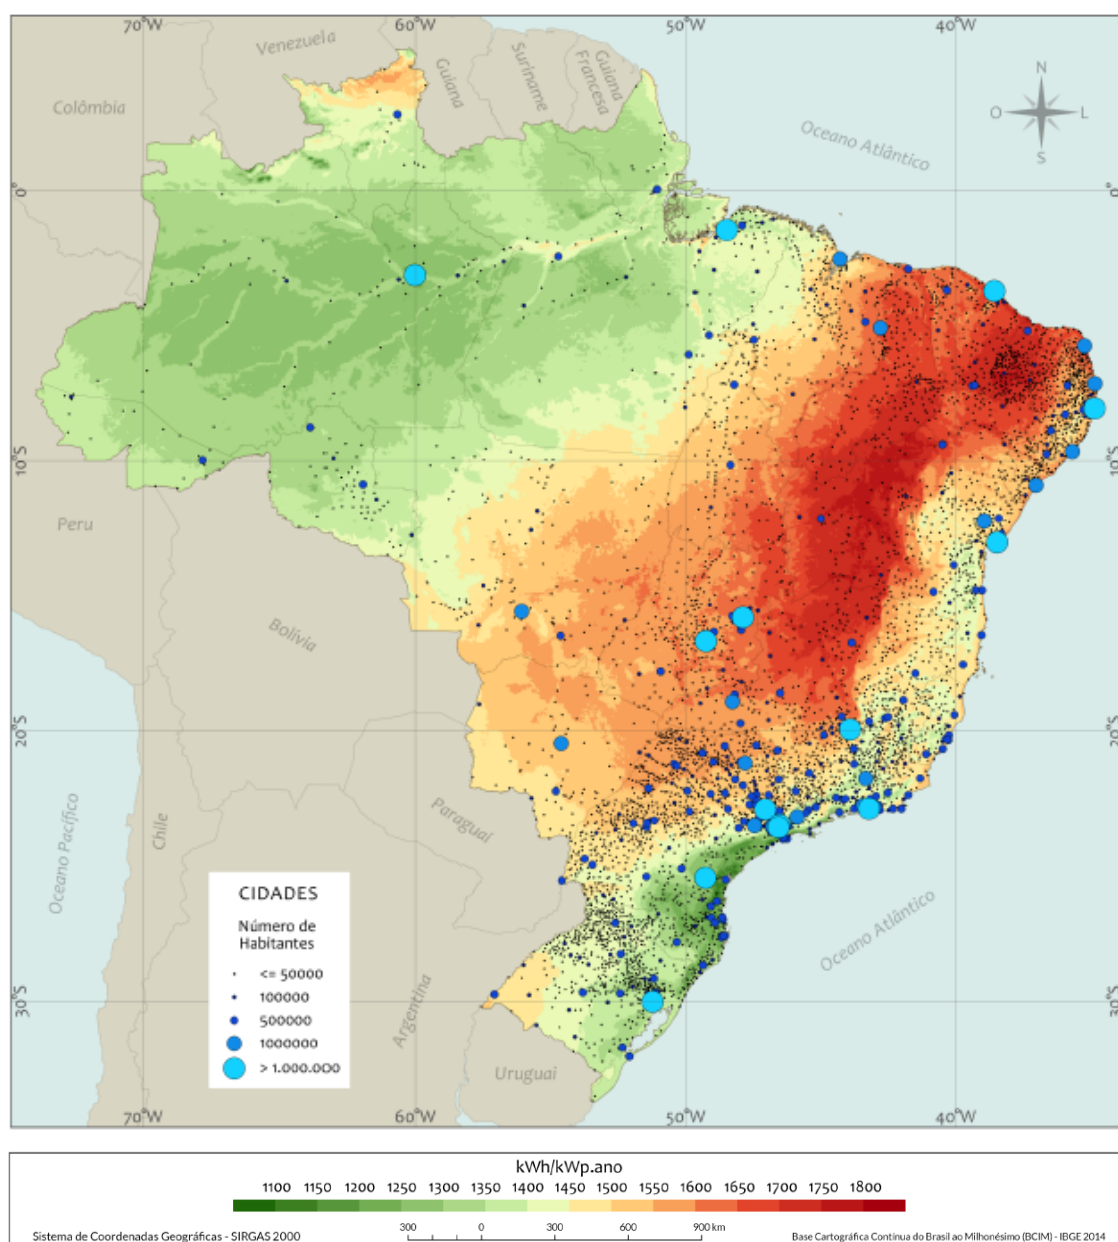 70°W 60°W 50°W 40°W
Venezuela
Colômbia
Guiana
Suriname
Guiana
Francesa
N
O L
S
Oceano Atlântico
0° 0°
10°S 10°S
Peru
Bolívia
20°S 20°S
Oceano Pacífico
Chile
Paraguai
Oceano Atlântico
CIDADES
Número de
Habitantes
<= 50000
100000
500000
1000000
> 1.000.000
Argentina
30°S 30°S
Uruguai
70°W 60°W 50°W 40°W
kWh/kWp.ano
1100 1150 1200 1250 1300 1350 1400 1450 1500 1550 1600 1650 1700 1750 1800
300 0 300 600 900 km
Sistema de Coordenadas Geográficas - SIRGAS 2000
Base Cartográfica Contínua do Brasil ao Milhonésimo (BCIM) - IBGE 2014